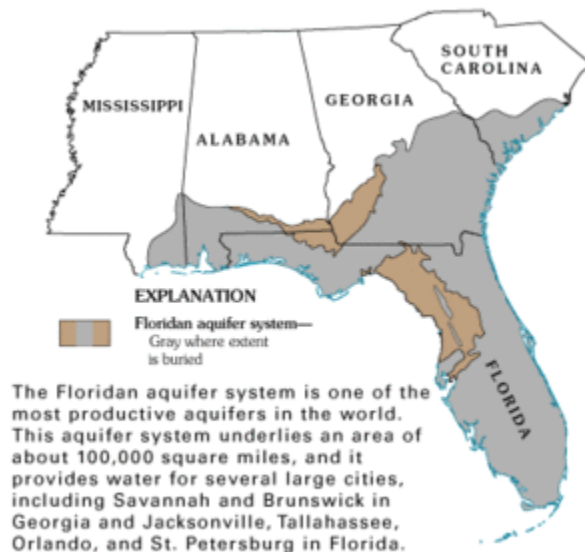 SOUTH
CAROLINA
MISSISSIPPI
GEORGIA
ALABAMA
EXPLANATION
Floridan aquifer system—
Gray where extent
is buried
FLORIDA
The Floridan aquifer system is one of the
most productive aquifers in the world.
This aquifer system underlies an area of
about 100,000 square miles, and it
provides water for several large cities,
including Savannah and Brunswick in
Georgia and Jacksonville, Tallahassee,
Orlando, and St. Petersburg in Florida.